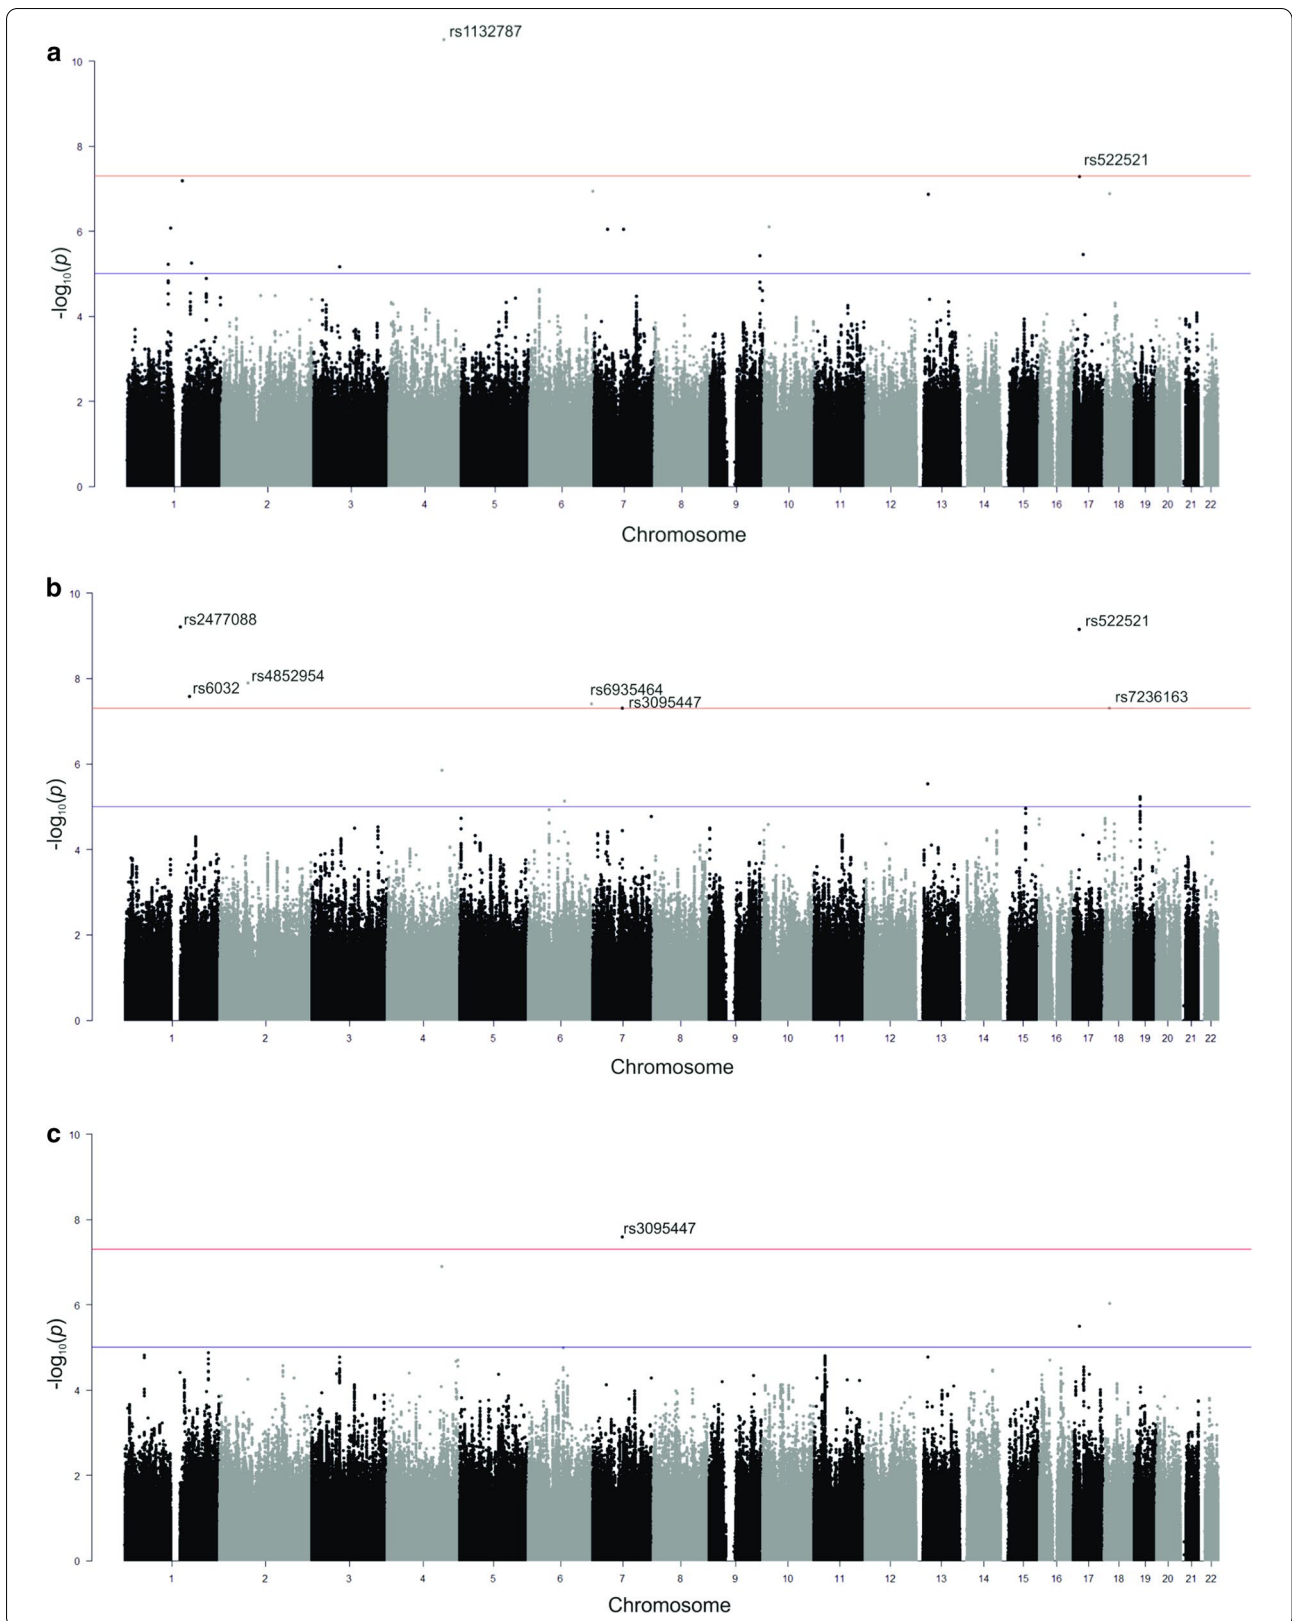 a
rs1132787
10
8
rs522521
6
4
2
0
-log10(p)
1 2 3 4 5 6 7 8 9 10 11 12 13 14 15 16 17 18 19 20 21 22
Chromosome
b
10
rs2477088
rs522521
8
rs4852954
rs6032
rs6935464
rs3095447
rs7236163
6
4
2
0
-log10(p)
1 2 3 4 5 6 7 8 9 10 11 12 13 14 15 16 17 18 19 20 21 22
Chromosome
c
10
8
rs3095447
6
4
2
0
-log10(p)
1 2 3 4 5 6 7 8 9 10 11 12 13 14 15 16 17 18 19 20 21 22
Chromosome